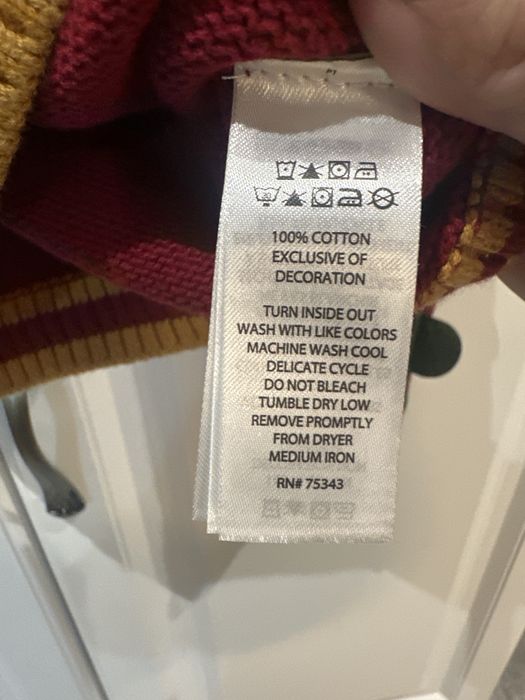 100% COTTON
EXCLUSIVE OF
DECORATION
TURN INSIDE OUT
WASH WITH LIKE COLORS
MACHINE WASH COOL
DELICATE CYCLE
DO NOT BLEACH
TUMBLE DRY LOW
REMOVE PROMPTLY
FROM DRYER
MEDIUM IRON
RN# 75343